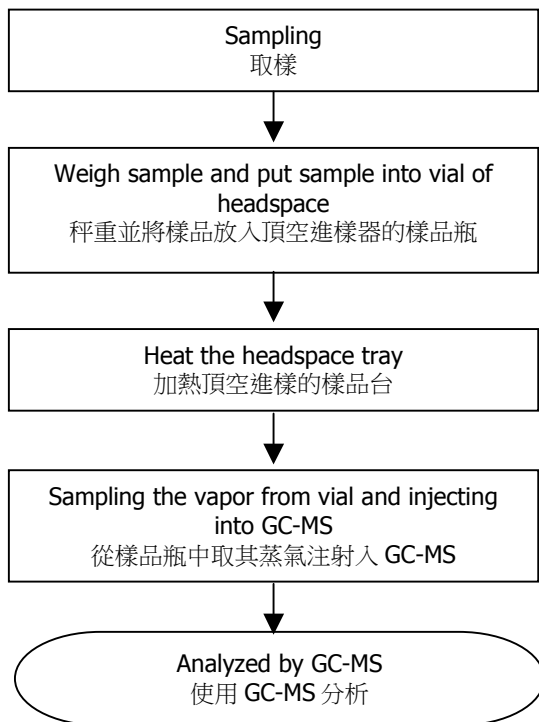 Sampling
取樣
Weigh sample and put sample into vial of
headspace
秤重並將樣品放入頂空進樣器的樣品瓶
Heat the headspace tray
加熱頂空進樣的樣品台
Sampling the vapor from vial and injecting
into GC-MS
從樣品瓶中取其蒸氣注射入 GC-MS
Analyzed by GC-MS
使用 GC-MS 分析